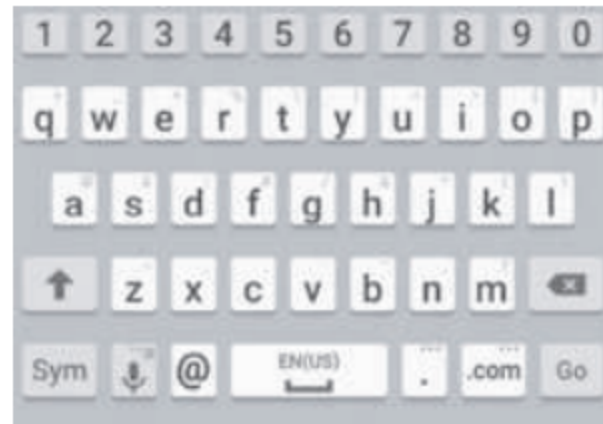 1 2 3 4 5 6 7 8 9 0
q w e r t y u i o p
a s d f g h j k l
z x c v b n m
Sym @ EN(US) . .com Go